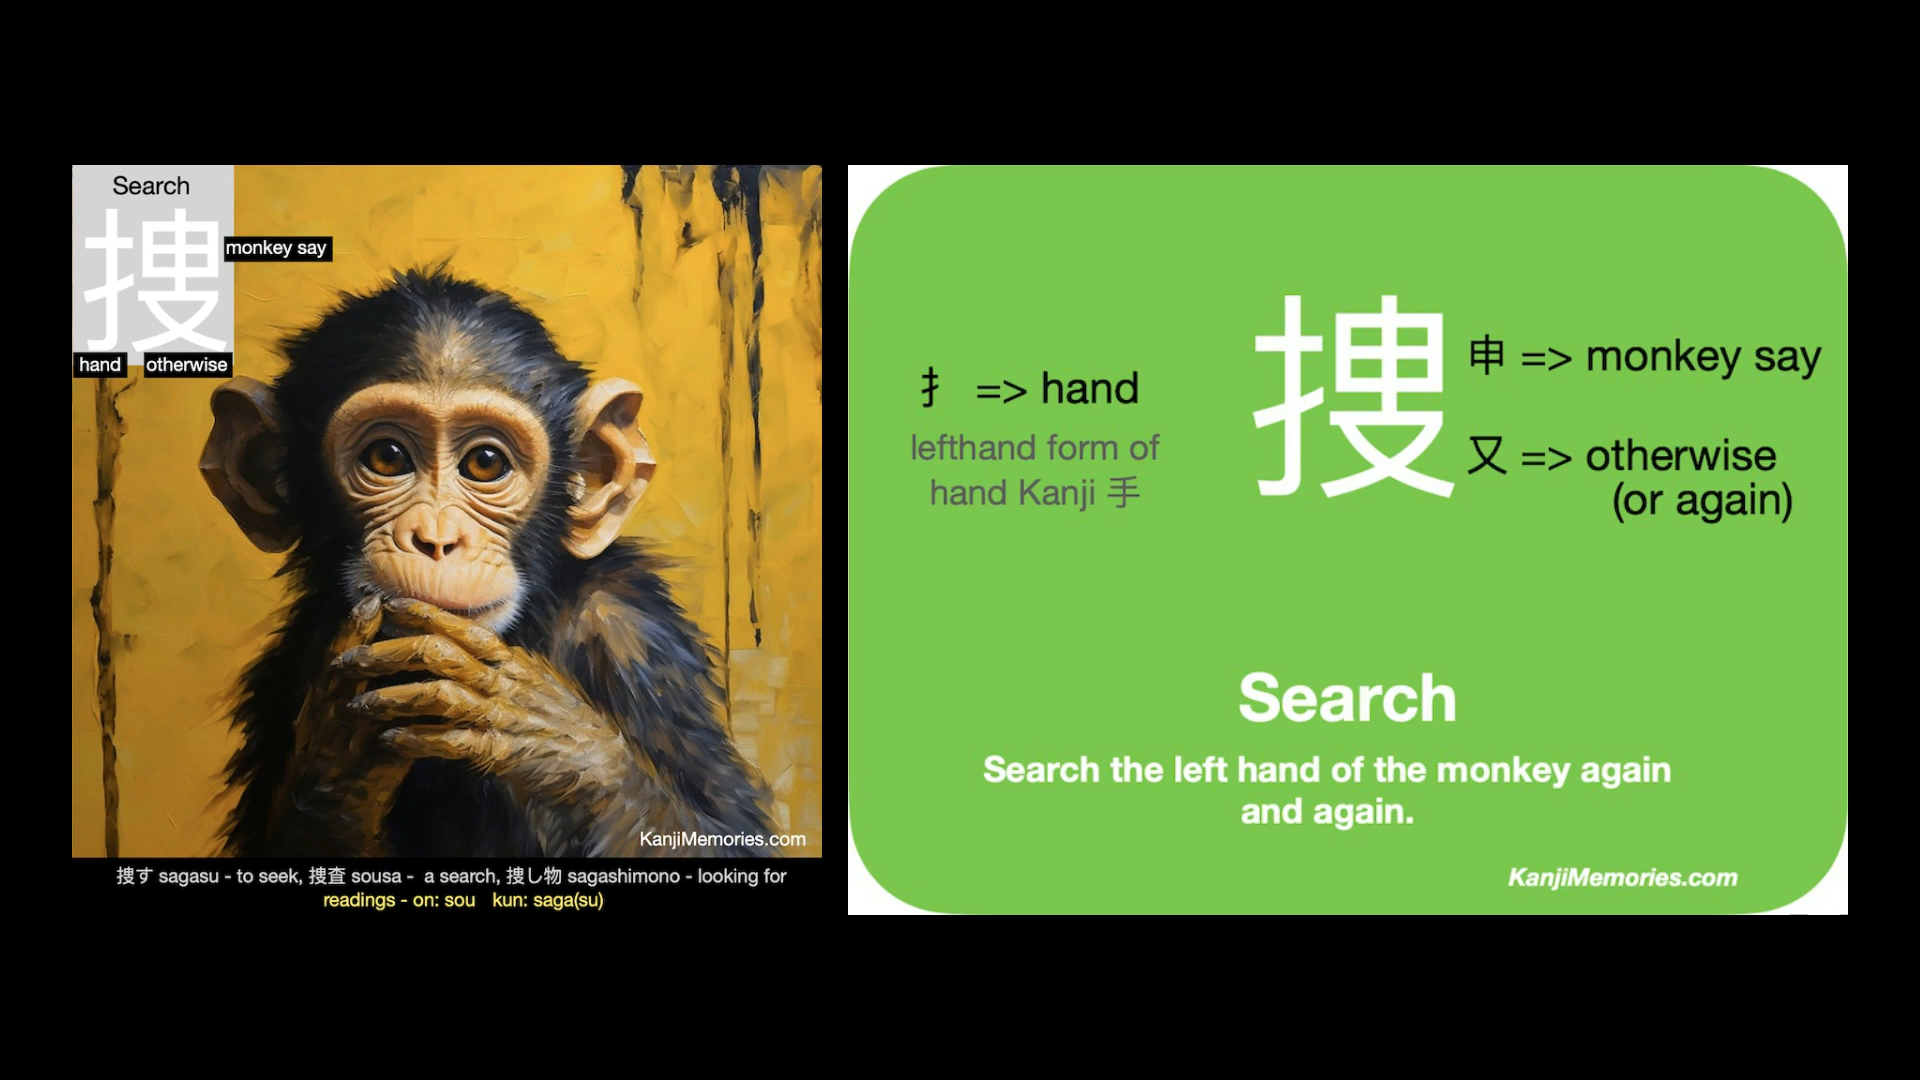 Search
捜
monkey say
hand
otherwise
KanjiMemories.com
捜す sagasu - to seek, 捜査 sousa - a search, 捜し物 sagashimono - looking for
readings - on: sou kun: saga(su)
扌 => hand
lefthand form of
hand Kanji 手
捜
申 => monkey say
又 => otherwise
(or again)
Search
Search the left hand of the monkey again
and again.
KanjiMemories.com